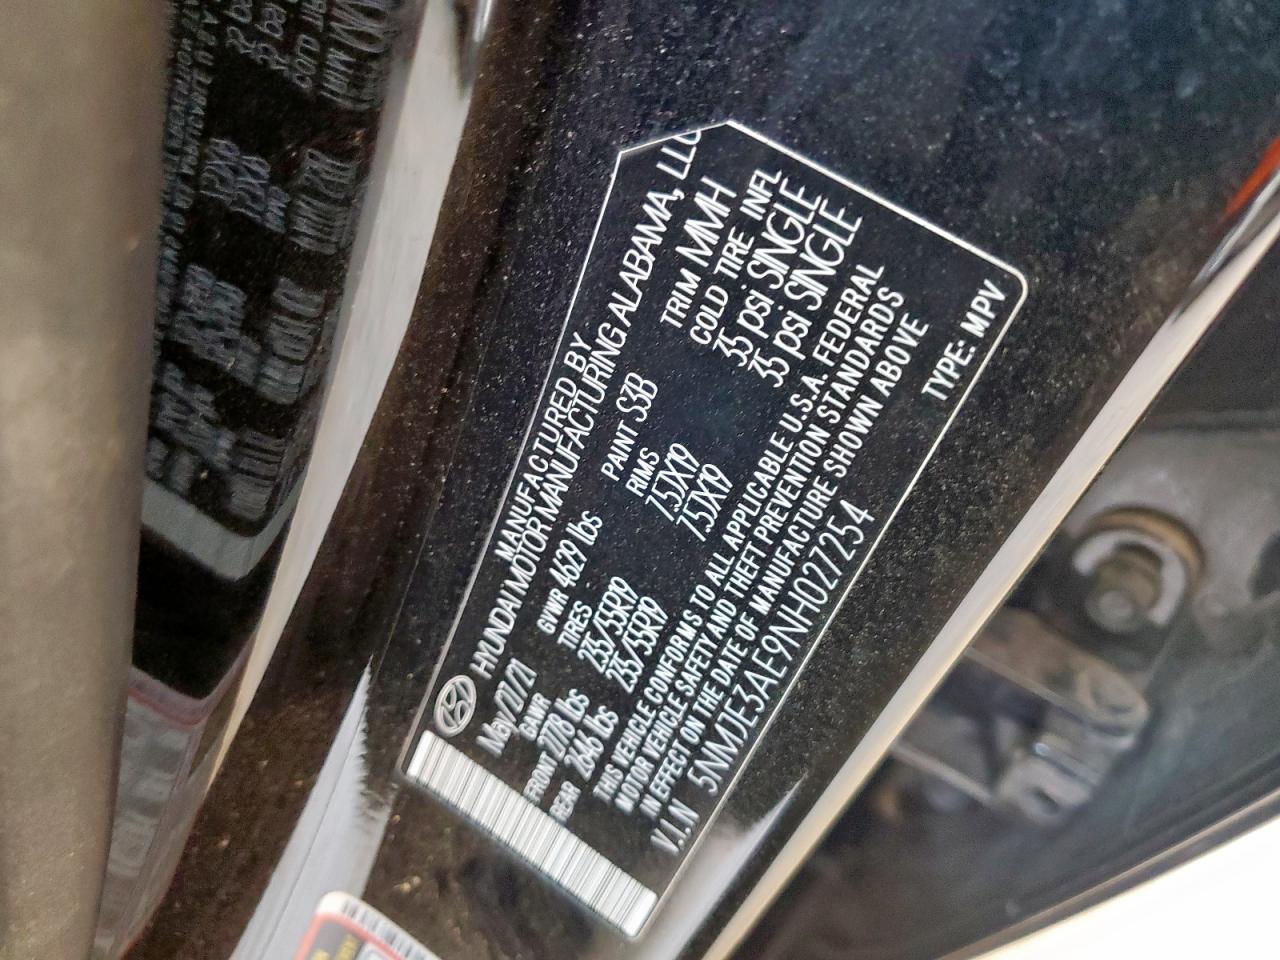 MANUFACTURED BY
HYUNDAI MOTOR MANUFACTURING ALABAMA, LLC
May/27/21 GVWR 4629 lbs PAINT S3B TRIM MMH
GAWR TIRES RIMS COLD TIRE INFL
FRONT 2778 lbs 235/55R19 7.5JX19 35 psi SINGLE
REAR 2646 lbs 235/55R19 7.5JX19 35 psi SINGLE
THIS VEHICLE CONFORMS TO ALL APPLICABLE U.S.A. FEDERAL
MOTOR VEHICLE SAFETY AND THEFT PREVENTION STANDARDS
IN EFFECT ON THE DATE OF MANUFACTURE SHOWN ABOVE
V.I.N 5NMJE3AE9NH027254 TYPE: MPV